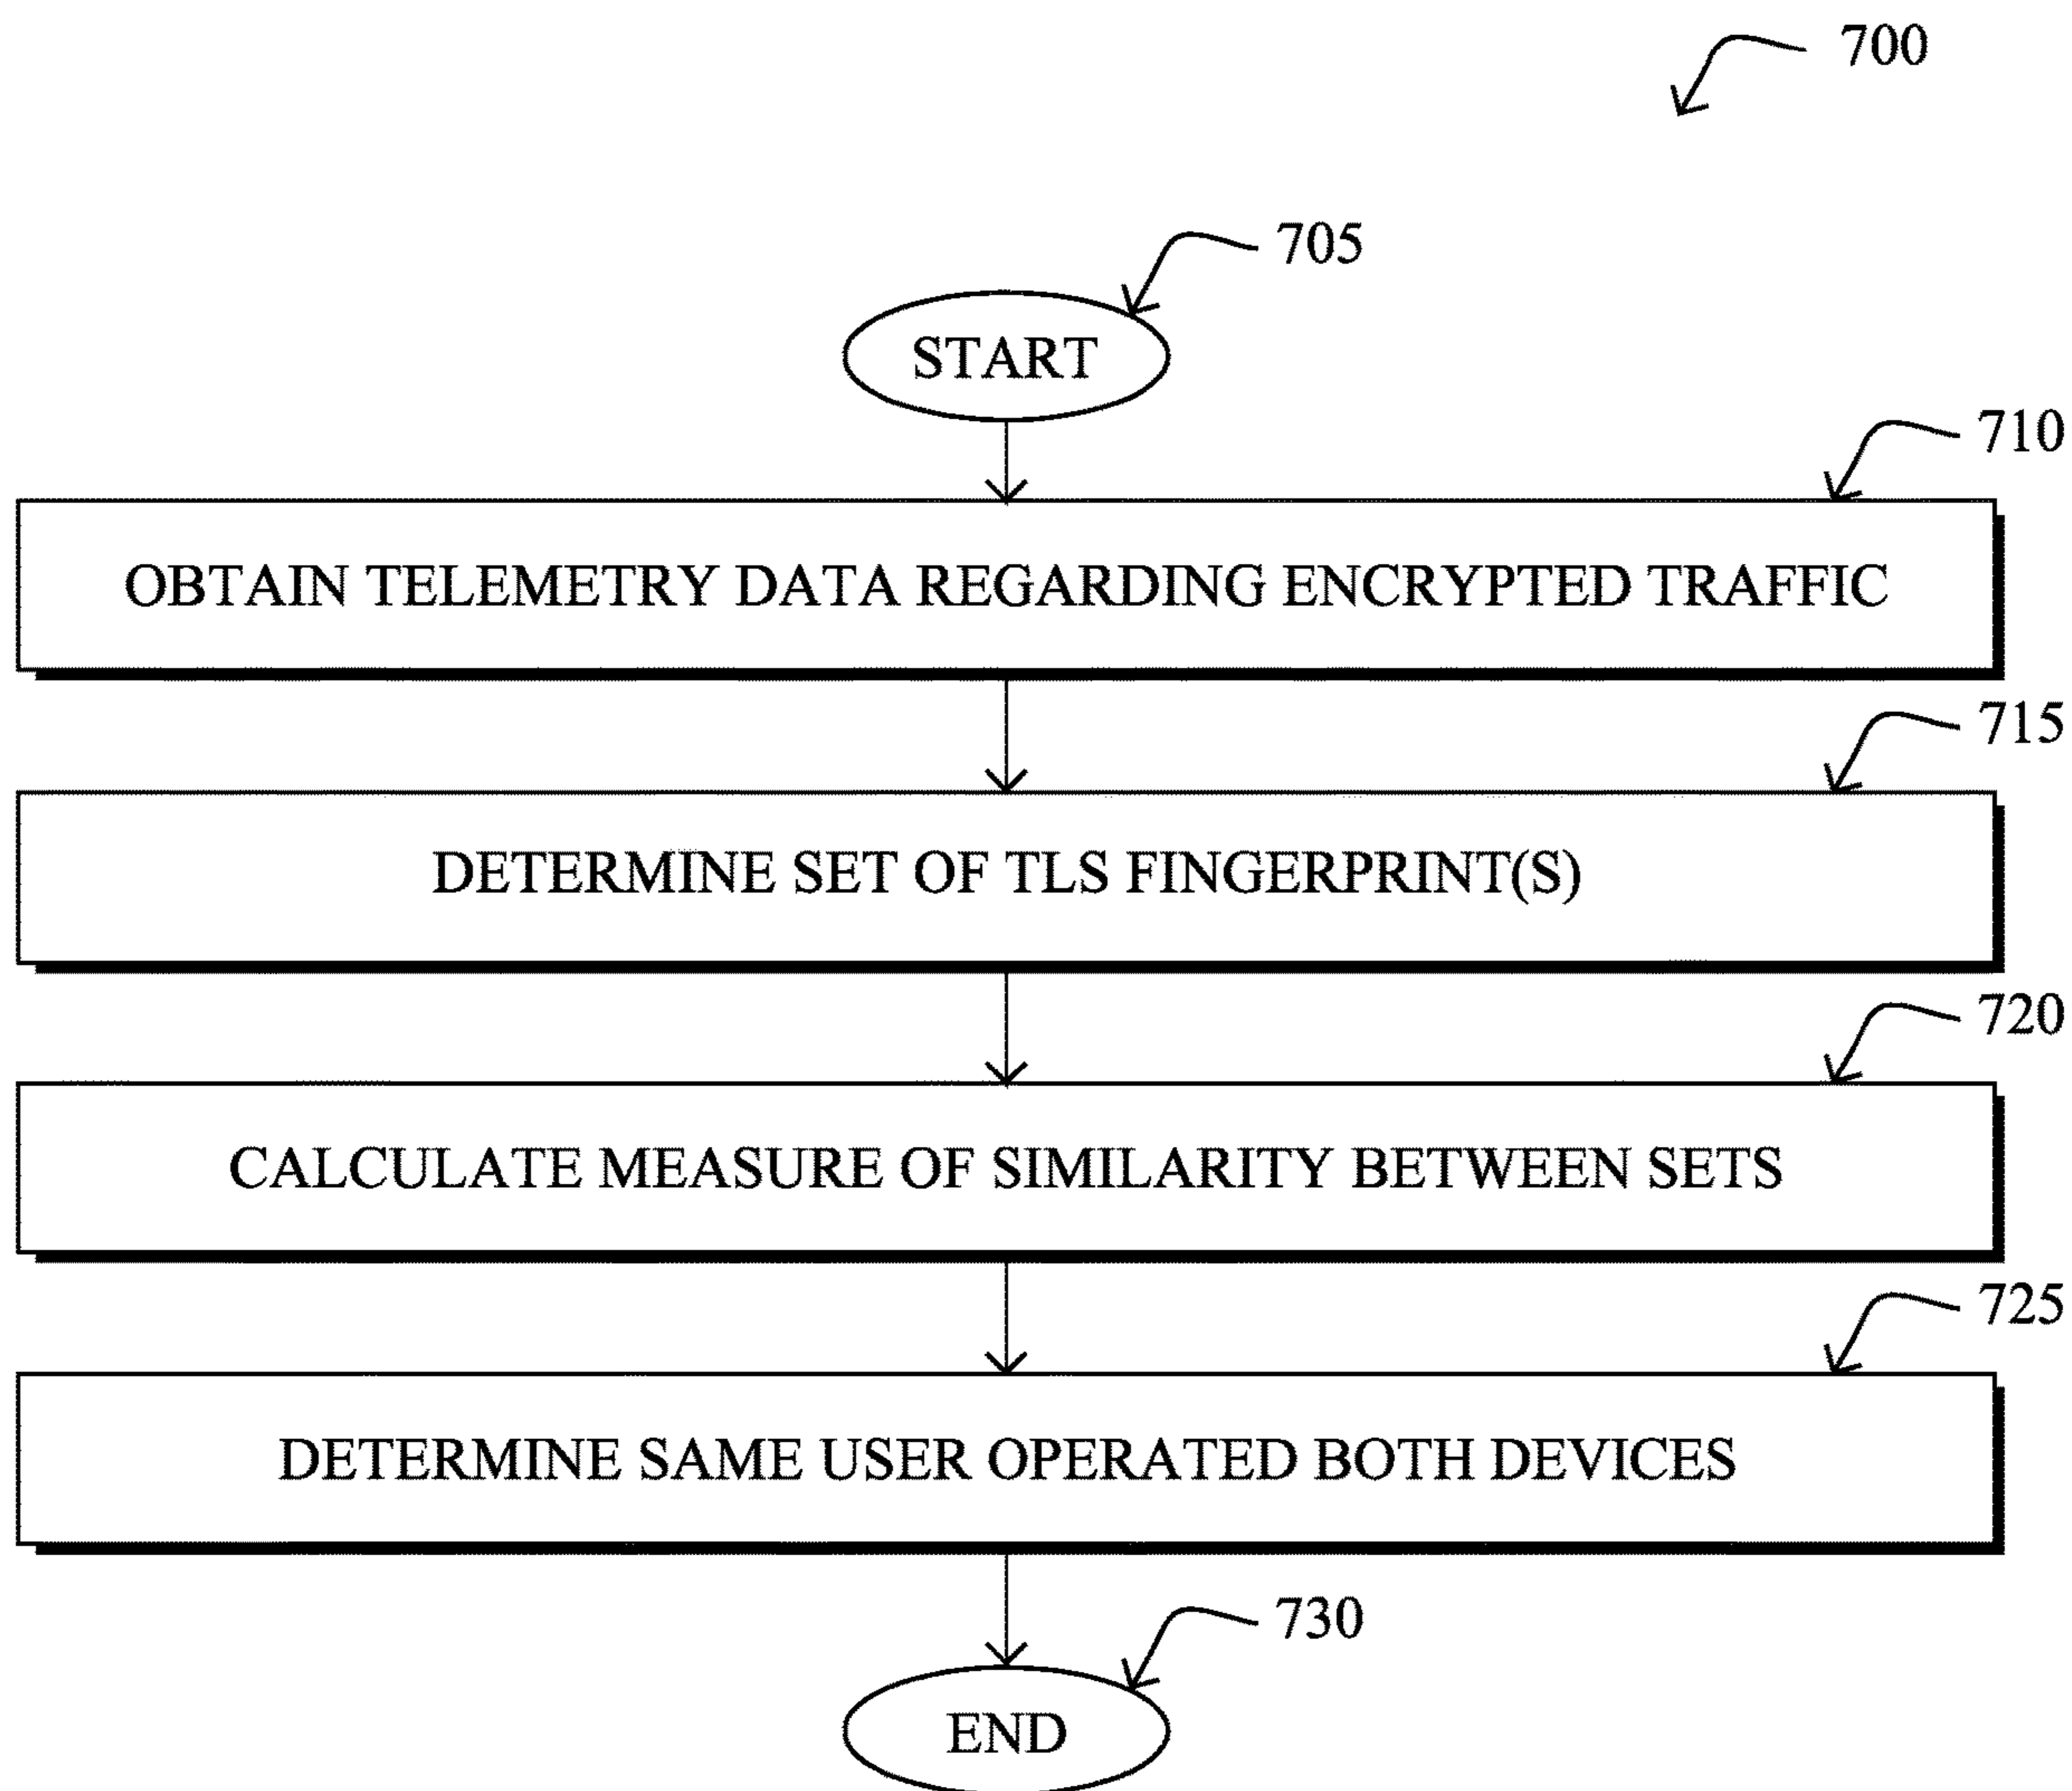 700
705
START
710
OBTAIN TELEMETRY DATA REGARDING ENCRYPTED TRAFFIC
715
DETERMINE SET OF TLS FINGERPRINT(S)
720
CALCULATE MEASURE OF SIMILARITY BETWEEN SETS
725
DETERMINE SAME USER OPERATED BOTH DEVICES
730
END